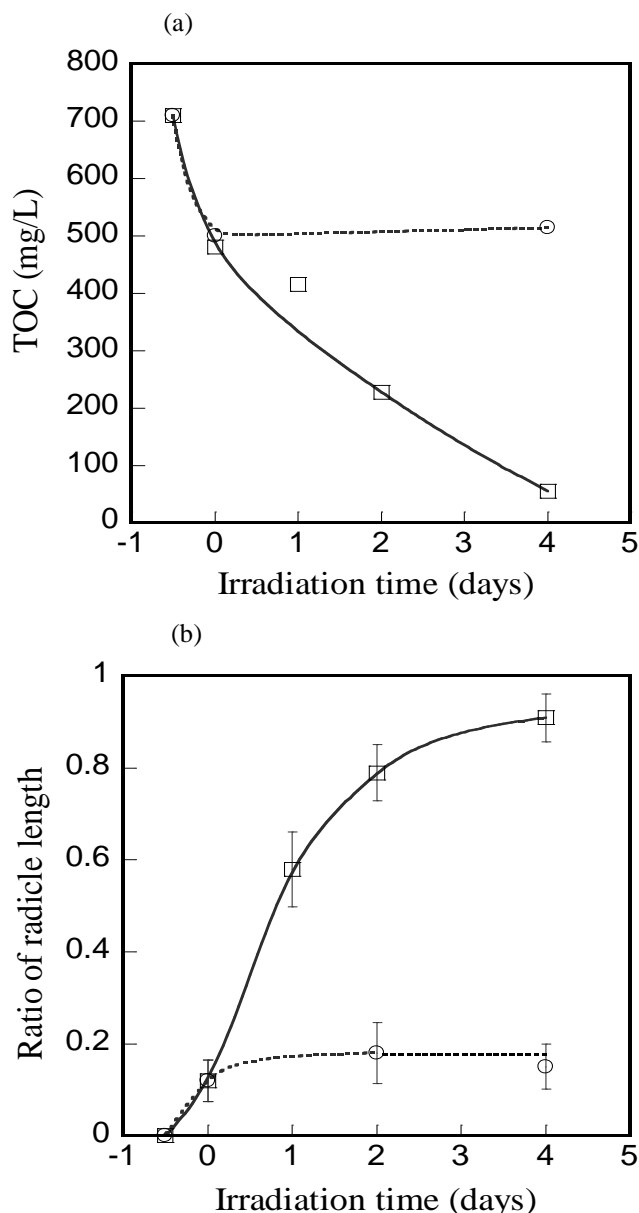 (a)
800
700
600
500
400
300
200
100
0
TOC (mg/L)
-1 0 1 2 3 4 5
Irradiation time (days)
(b)
1
0.8
0.6
0.4
0.2
0
Ratio of radicle length
-1 0 1 2 3 4 5
Irradiation time (days)